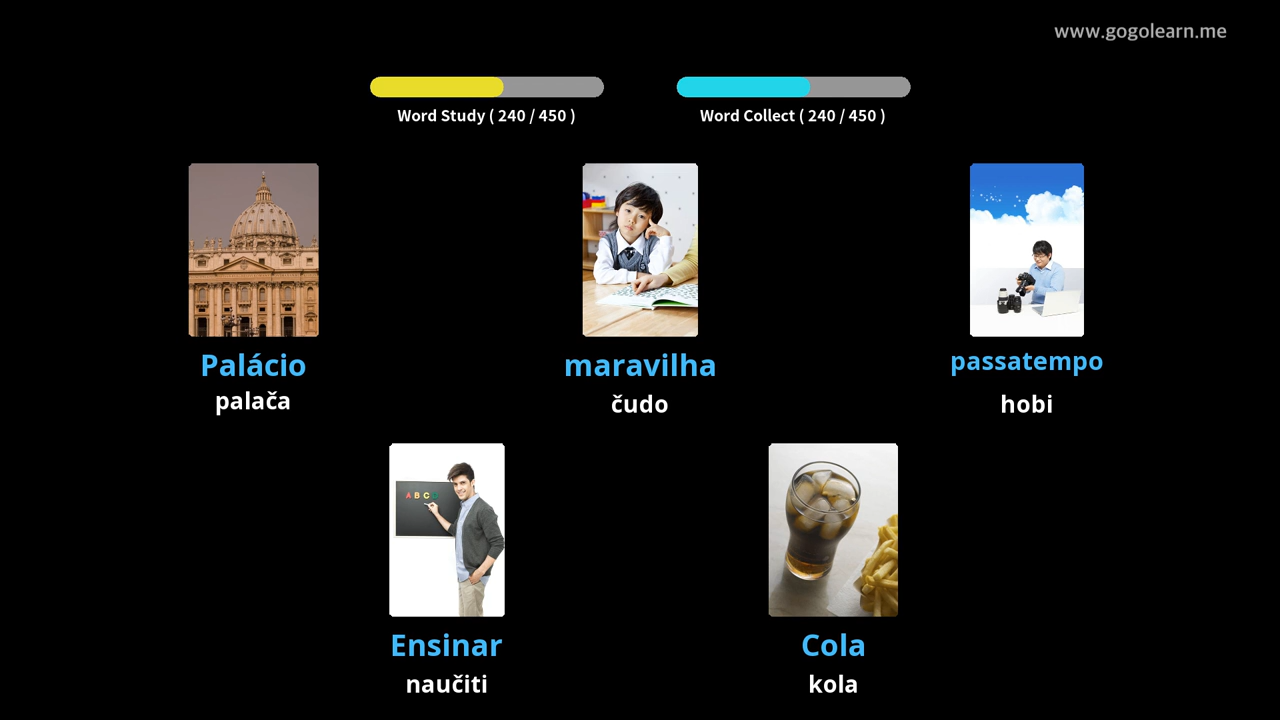 www.gogolearn.me
Word Study ( 240 / 450 )
Word Collect ( 240 / 450 )
Palácio
palača
maravilha
čudo
passatempo
hobi
A B C D
Ensinar
naučiti
Cola
kola